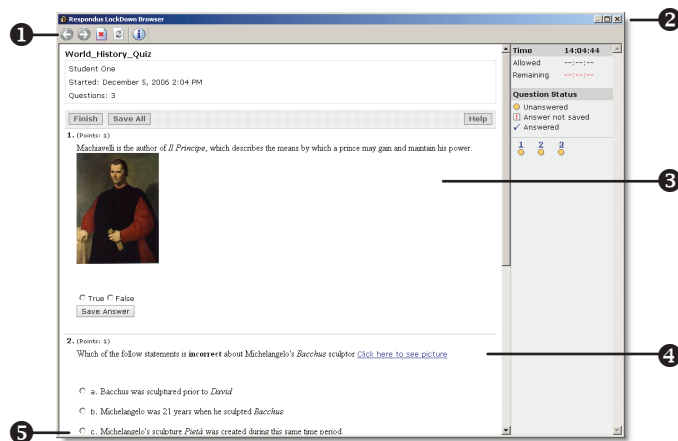 Respondus LockDown Browser
World_History_Quiz
Student One
Started: December 5, 2006 2:04 PM
Questions: 3
Finish Save All Help
1. (Points: 1)
Machiavelli is the author of Il Principe, which describes the means by which a prince may gain and maintain his power.
True False
Save Answer
2. (Points: 1)
Which of the follow statements is incorrect about Michelangelo's Bacchus sculptor Click here to see picture
a. Bacchus was sculptured prior to David
b. Michelangelo was 21 years when he sculpted Bacchus
c. Michelangelo's sculpture Pietà was created during this same time period
Time 14:04:44
Allowed --:--:--
Remaining --:--:--
Question Status
Unanswered
1 Answer not saved
Answered
1 2 3
1
2
3
4
5